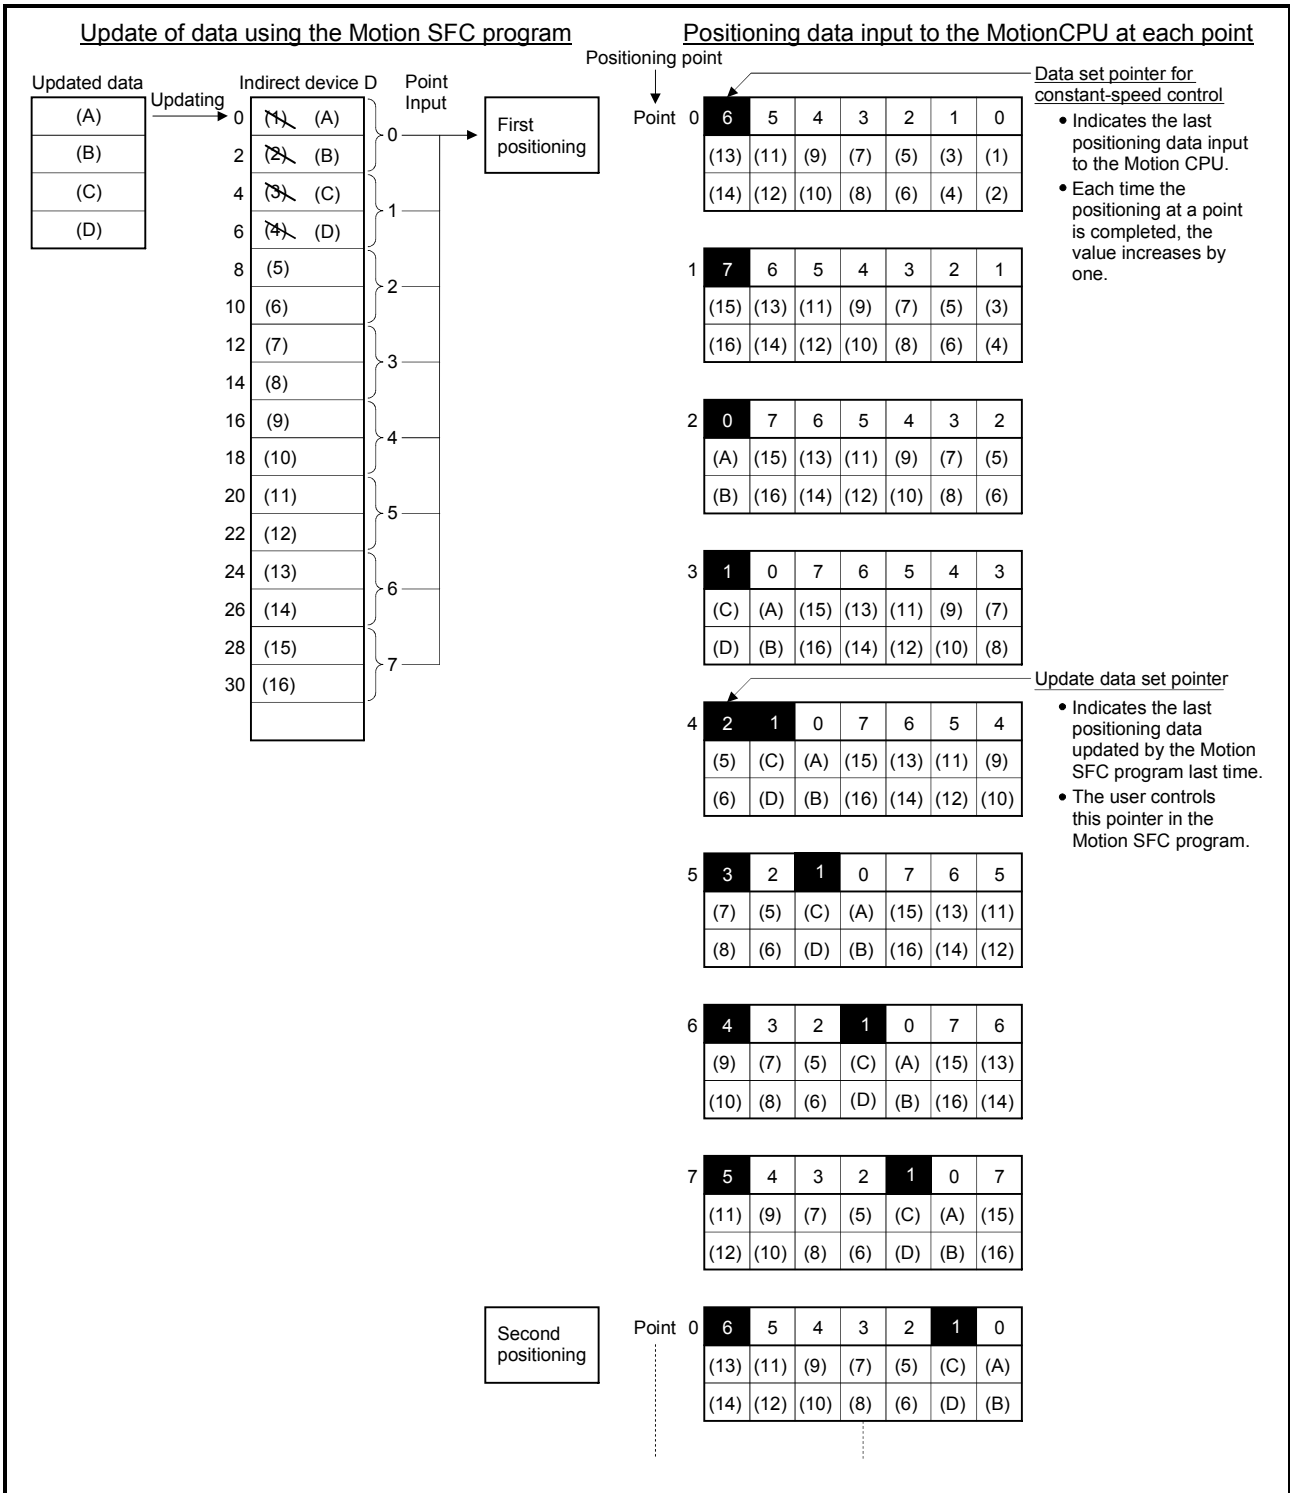 Update of data using the Motion SFC program
Positioning data input to the MotionCPU at each point
Updated data
(A)
(B)
(C)
(D)
Updating
Indirect device D
0 (1) (A)
2 (2) (B)
4 (3) (C)
6 (4) (D)
8 (5)
10 (6)
12 (7)
14 (8)
16 (9)
18 (10)
20 (11)
22 (12)
24 (13)
26 (14)
28 (15)
30 (16)
Point
Input
0
1
2
3
4
5
6
7
First
positioning
Positioning point
Point 0 6 5 4 3 2 1 0
(13) (11) (9) (7) (5) (3) (1)
(14) (12) (10) (8) (6) (4) (2)
Data set pointer for
constant-speed control
• Indicates the last
positioning data input
to the Motion CPU.
• Each time the
positioning at a point
is completed, the
value increases by
one.
1 7 6 5 4 3 2 1
(15) (13) (11) (9) (7) (5) (3)
(16) (14) (12) (10) (8) (6) (4)
2 0 7 6 5 4 3 2
(A) (15) (13) (11) (9) (7) (5)
(B) (16) (14) (12) (10) (8) (6)
3 1 0 7 6 5 4 3
(C) (A) (15) (13) (11) (9) (7)
(D) (B) (16) (14) (12) (10) (8)
4 2 1 0 7 6 5 4
(5) (C) (A) (15) (13) (11) (9)
(6) (D) (B) (16) (14) (12) (10)
Update data set pointer
• Indicates the last
positioning data
updated by the Motion
SFC program last time.
• The user controls
this pointer in the
Motion SFC program.
5 3 2 1 0 7 6 5
(7) (5) (C) (A) (15) (13) (11)
(8) (6) (D) (B) (16) (14) (12)
6 4 3 2 1 0 7 6
(9) (7) (5) (C) (A) (15) (13)
(10) (8) (6) (D) (B) (16) (14)
7 5 4 3 2 1 0 7
(11) (9) (7) (5) (C) (A) (15)
(12) (10) (8) (6) (D) (B) (16)
Second
positioning
Point 0 6 5 4 3 2 1 0
(13) (11) (9) (7) (5) (C) (A)
(14) (12) (10) (8) (6) (D) (B)